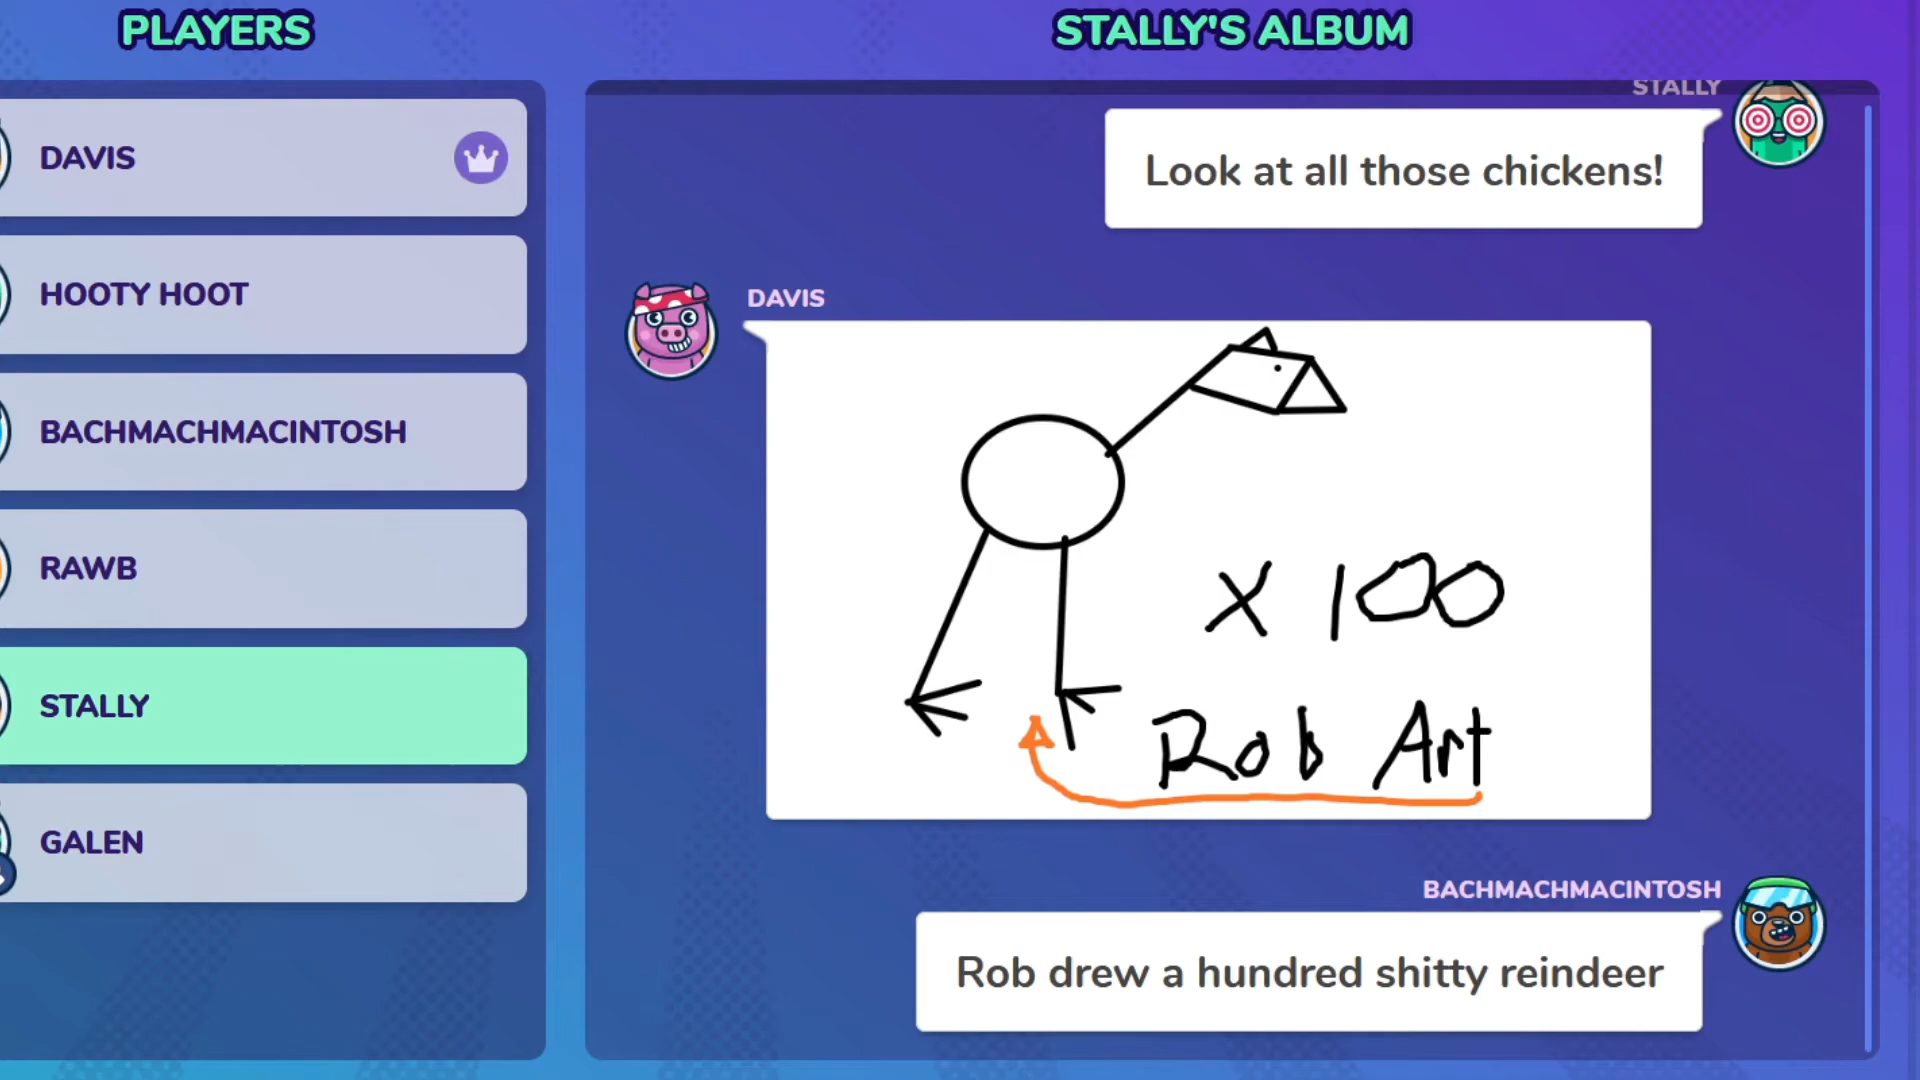 PLAYERS
DAVIS
HOOTY HOOT
BACHMACHMACINTOSH
RAWB
STALLY
GALEN
STALLY'S ALBUM
STALLY
Look at all those chickens!
DAVIS
X 100
Rob Art
BACHMACHMACINTOSH
Rob drew a hundred shitty reindeer